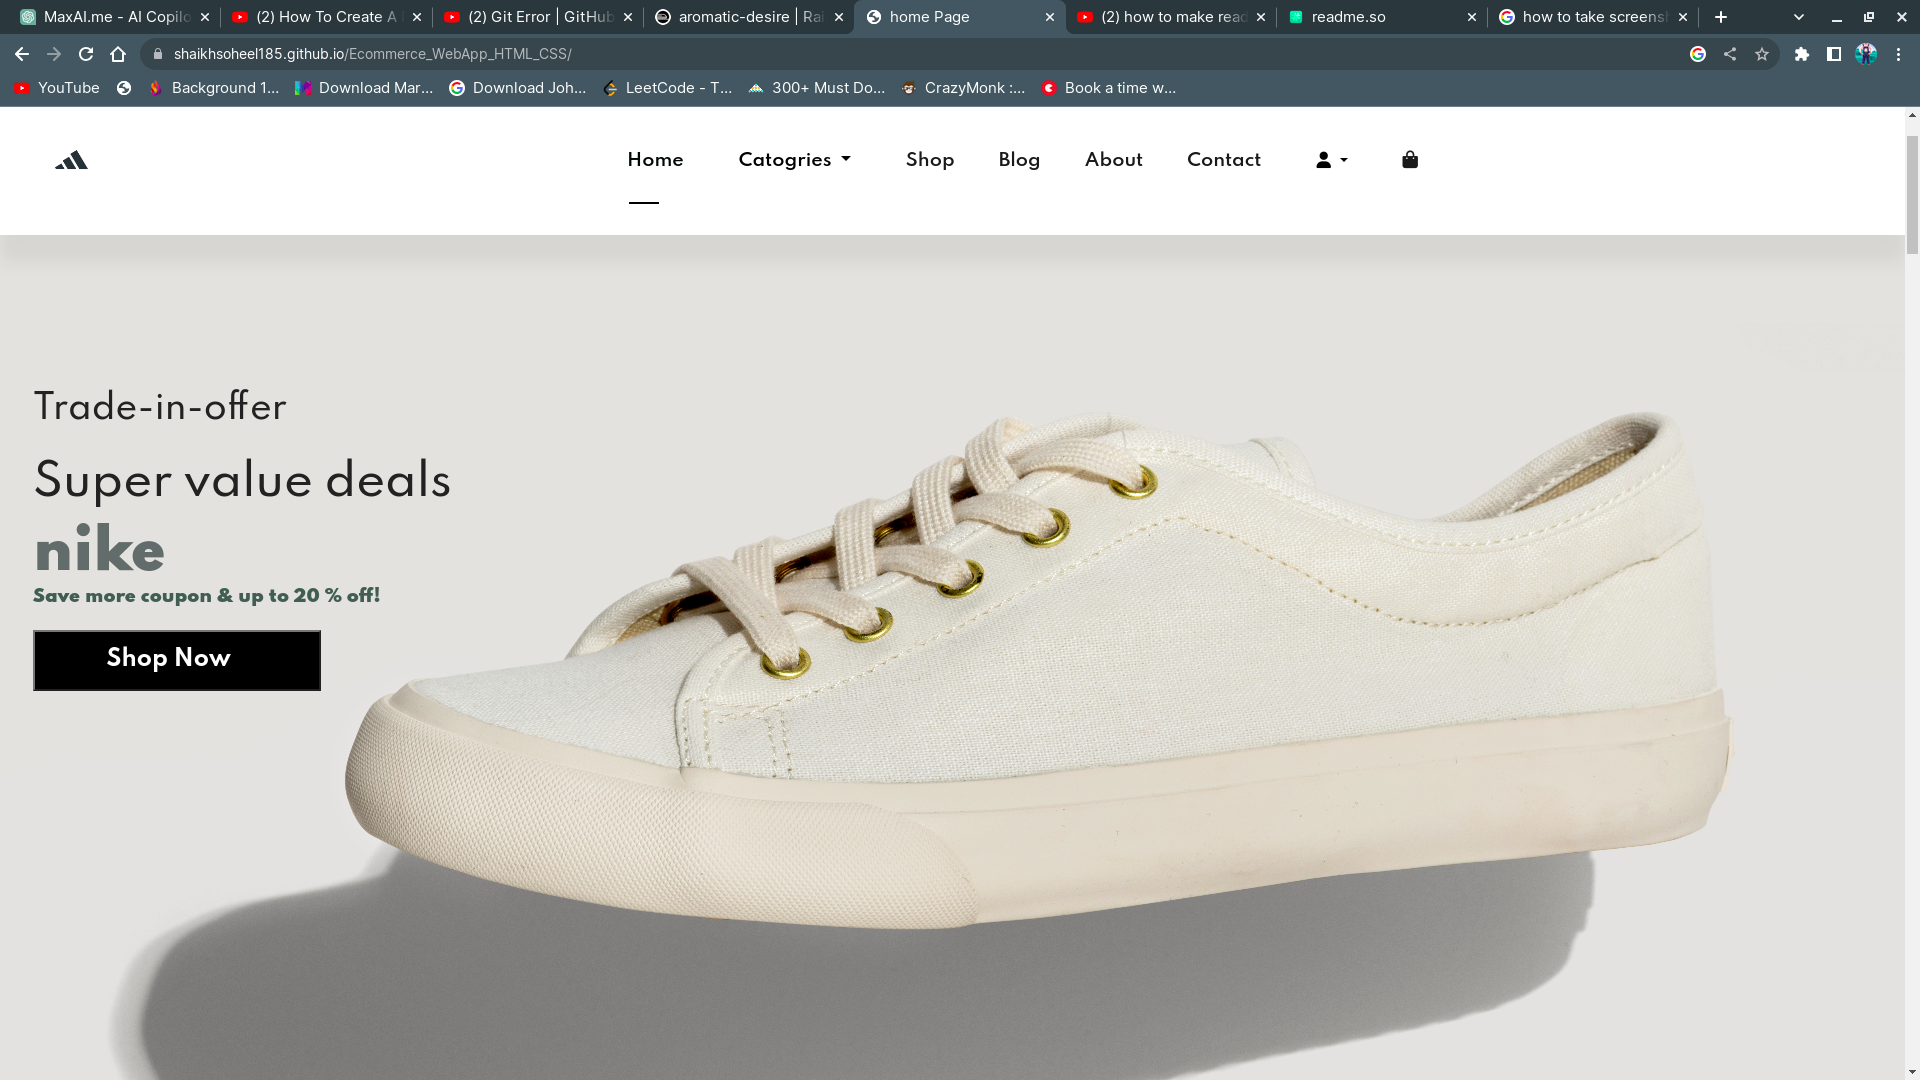 MaxAI.me - AI Copilo
(2) How To Create A
(2) Git Error | GitHub
aromatic-desire | Rai
home Page
(2) how to make read
readme.so
how to take screensh
shaikhsoheel185.github.io/Ecommerce_WebApp_HTML_CSS/
YouTube
Background 1...
Download Mar...
Download Joh...
LeetCode - T...
300+ Must Do...
CrazyMonk :...
Book a time w...
Home
Catogries
Shop
Blog
About
Contact
Trade-in-offer
Super value deals
nike
Save more coupon & up to 20 % off!
Shop Now